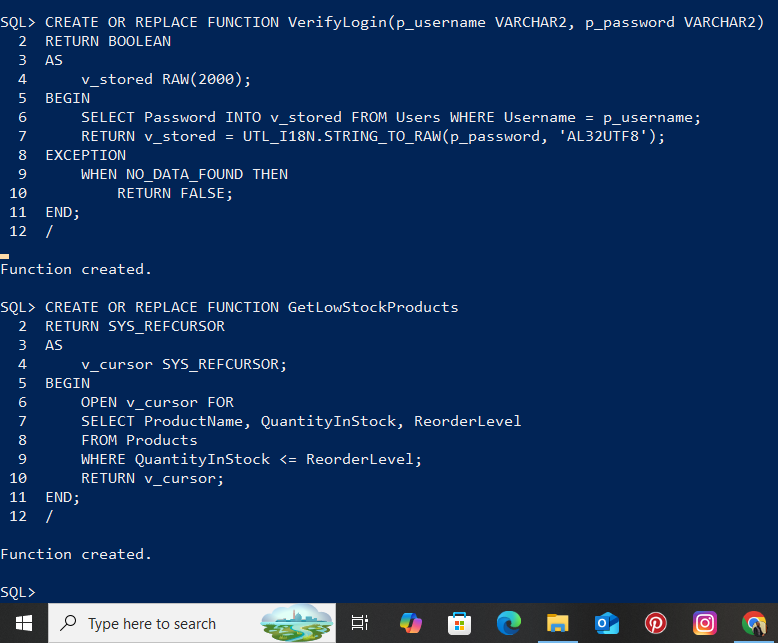 SQL> CREATE OR REPLACE FUNCTION VerifyLogin(p_username VARCHAR2, p_password VARCHAR2)
  2  RETURN BOOLEAN
  3  AS
  4      v_stored RAW(2000);
  5  BEGIN
  6      SELECT Password INTO v_stored FROM Users WHERE Username = p_username;
  7      RETURN v_stored = UTL_I18N.STRING_TO_RAW(p_password, 'AL32UTF8');
  8  EXCEPTION
  9      WHEN NO_DATA_FOUND THEN
 10          RETURN FALSE;
 11  END;
 12  /
Function created.
SQL> CREATE OR REPLACE FUNCTION GetLowStockProducts
  2  RETURN SYS_REFCURSOR
  3  AS
  4      v_cursor SYS_REFCURSOR;
  5  BEGIN
  6      OPEN v_cursor FOR
  7      SELECT ProductName, QuantityInStock, ReorderLevel
  8      FROM Products
  9      WHERE QuantityInStock <= ReorderLevel;
 10      RETURN v_cursor;
 11  END;
 12  /
Function created.
SQL>
Type here to search